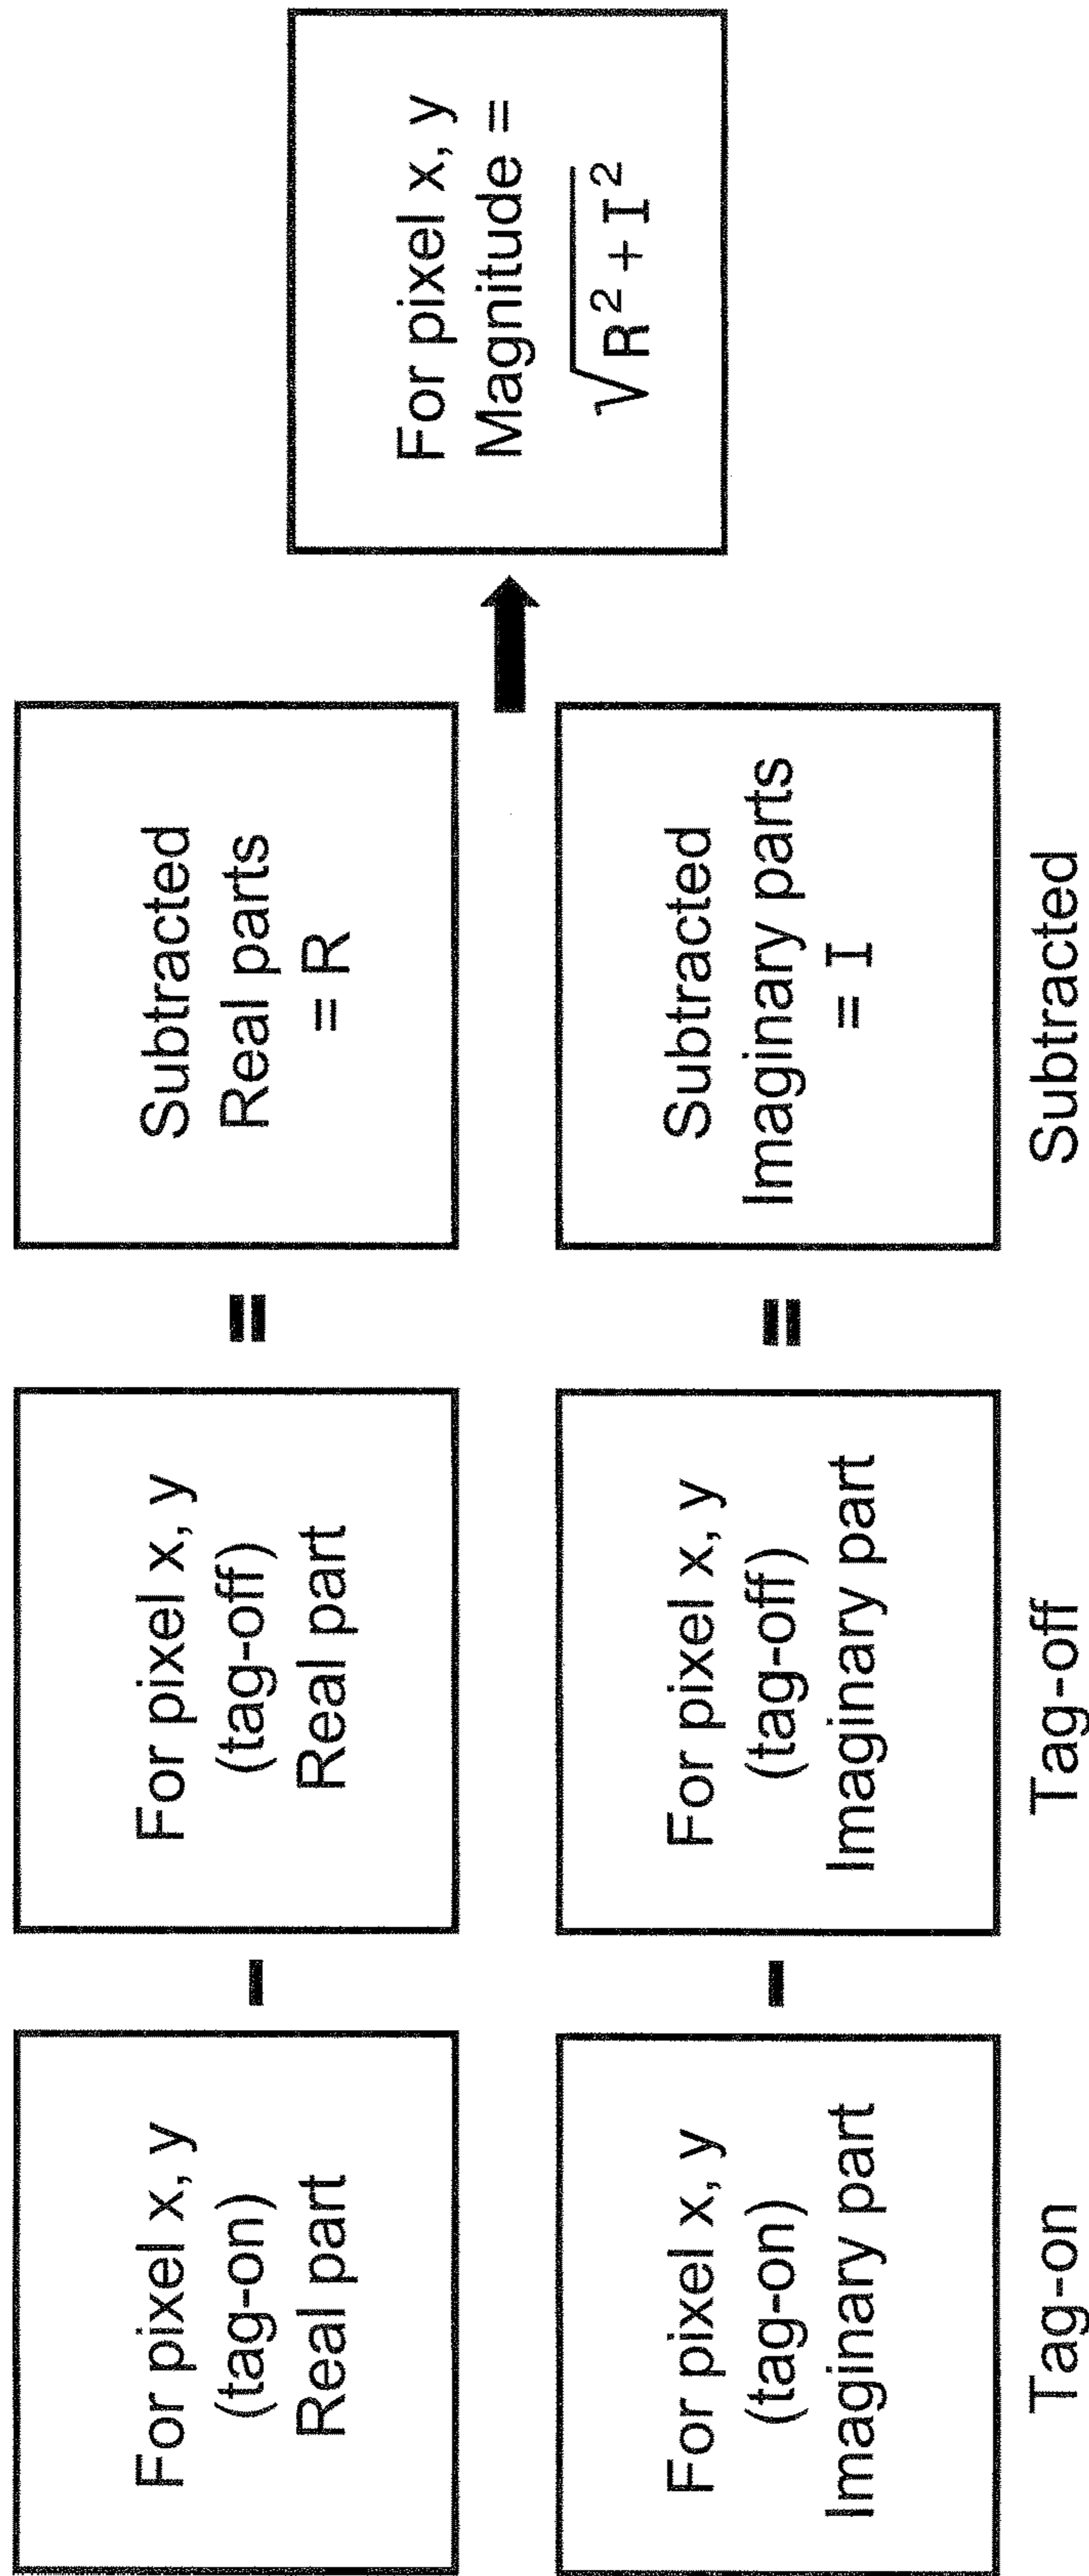 For pixel x, y
(tag-on)
Real part
-
For pixel x, y
(tag-off)
Real part
=
Subtracted
Real parts
= R
For pixel x, y
(tag-on)
Imaginary part
-
For pixel x, y
(tag-off)
Imaginary part
=
Subtracted
Imaginary parts
= I
For pixel x, y
Magnitude =
√R² + I²
Tag-on
Tag-off
Subtracted